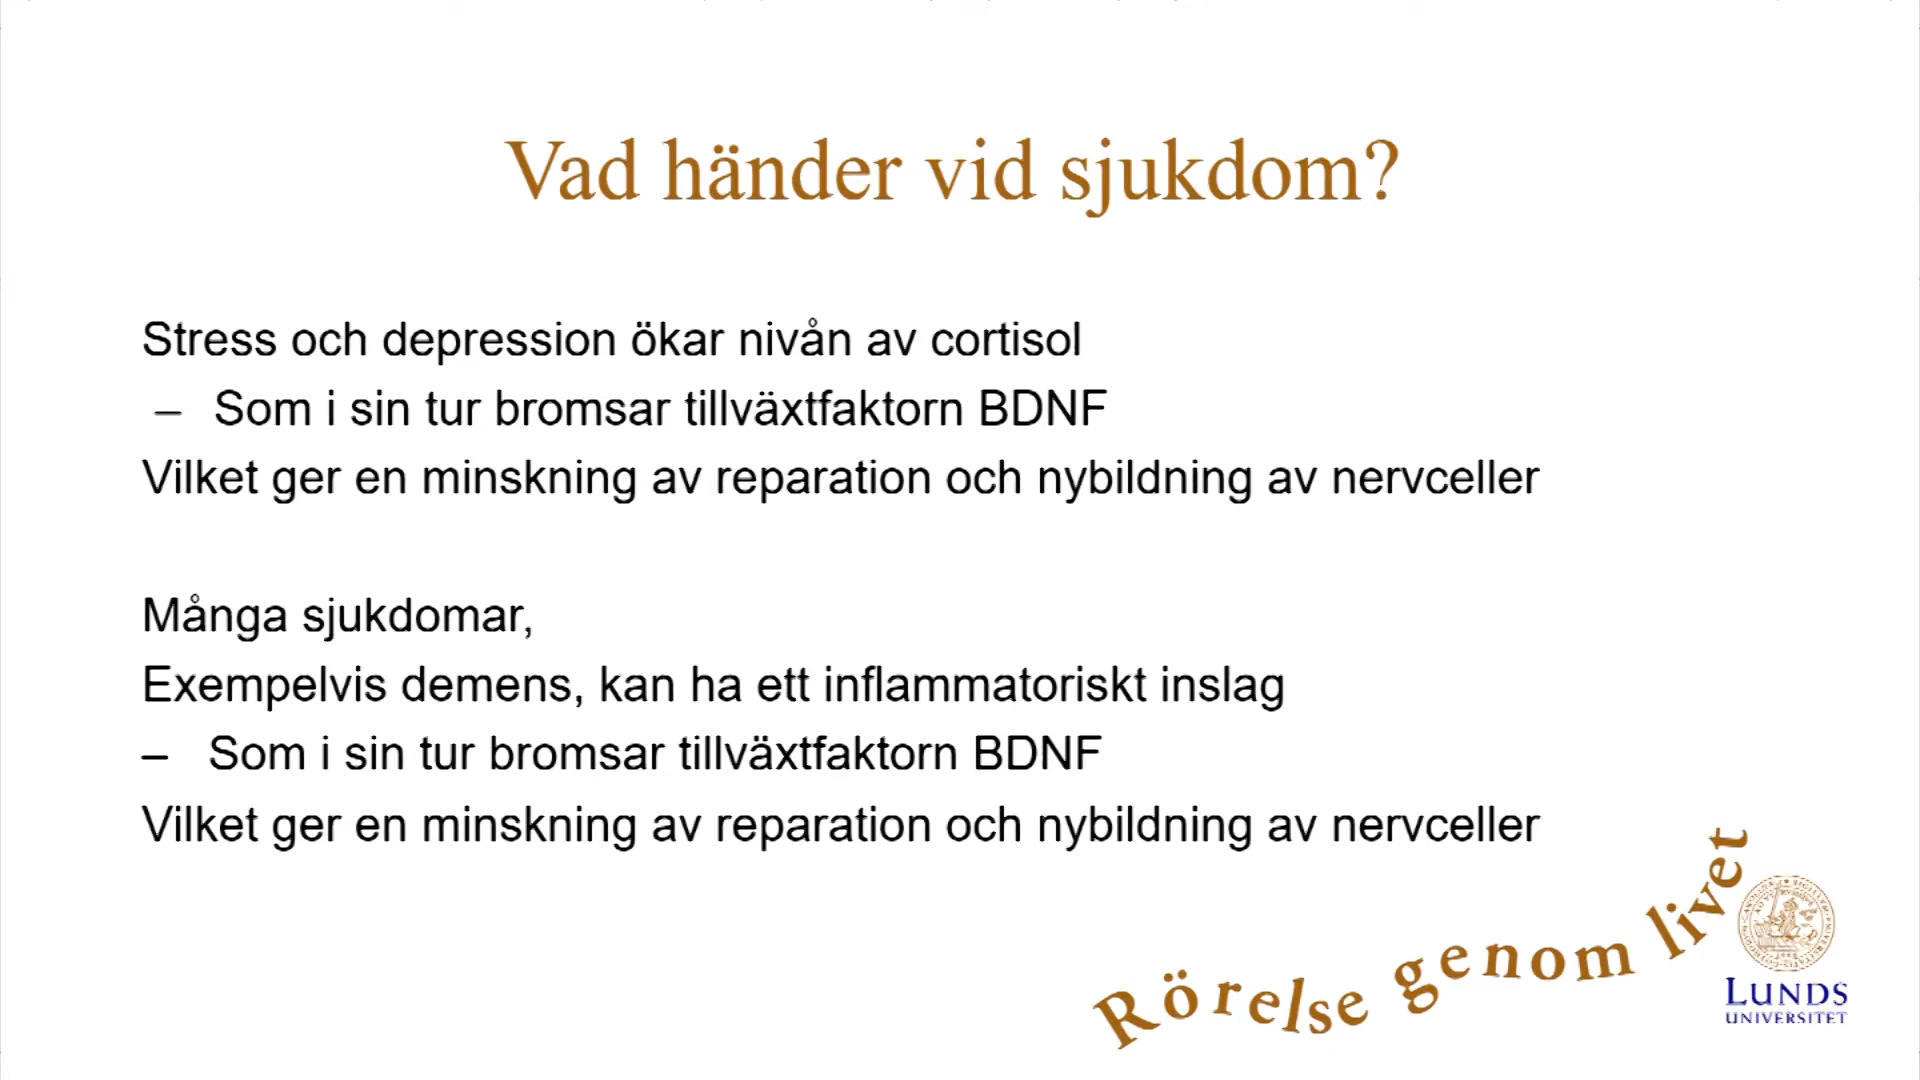 Vad händer vid sjukdom?
Stress och depression ökar nivån av cortisol
– Som i sin tur bromsar tillväxtfaktorn BDNF
Vilket ger en minskning av reparation och nybildning av nervceller
Många sjukdomar,
Exempelvis demens, kan ha ett inflammatoriskt inslag
– Som i sin tur bromsar tillväxtfaktorn BDNF
Vilket ger en minskning av reparation och nybildning av nervceller
Rörelse genom livet
LUNDS
UNIVERSITET